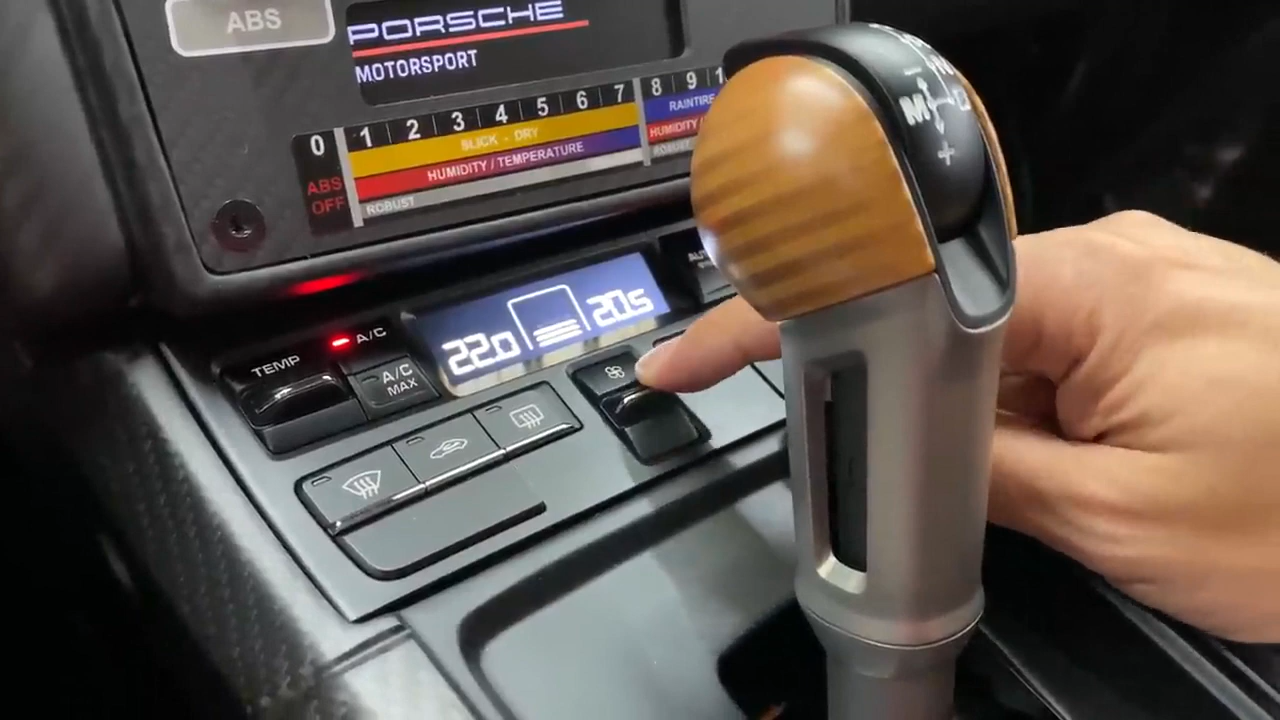 ABS
PORSCHE
MOTORSPORT
0 1 2 3 4 5 6 7 8 9
SLICK - DRY
RAINTIRE
HUMIDITY / TEMPERATURE
HUMIDITY /
ABS
OFF
ROBUST
ROBUST
TEMP
A/C
A/C
MAX
22.0
20.5
M
+